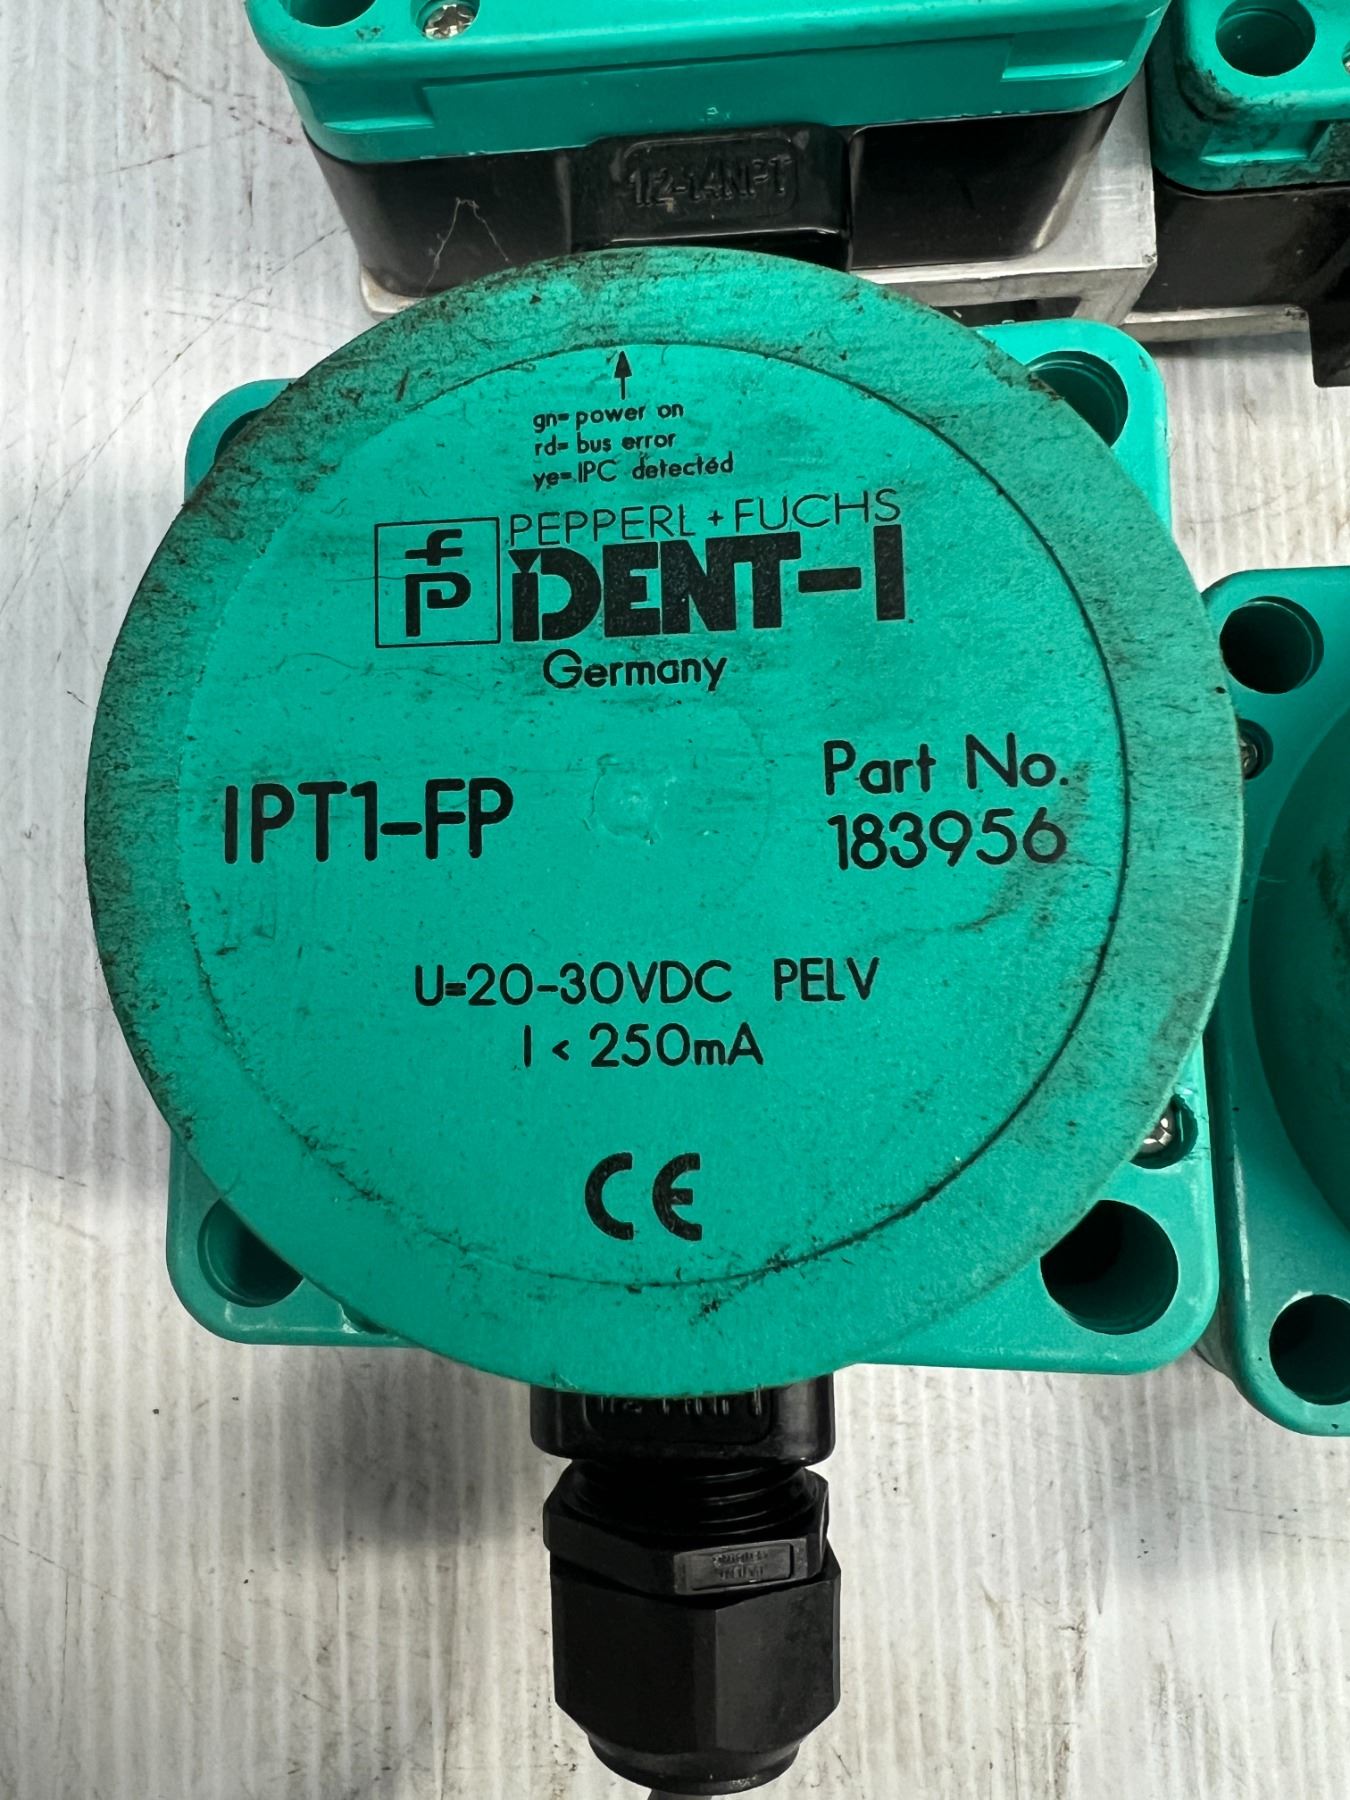 1/2-14NPT
gn= power on
rd= bus error
ye= IPC detected
fp PEPPERL + FUCHS
IDENT-I
Germany
IPT1-FP
Part No.
183956
U=20-30VDC PELV
I < 250mA
CE